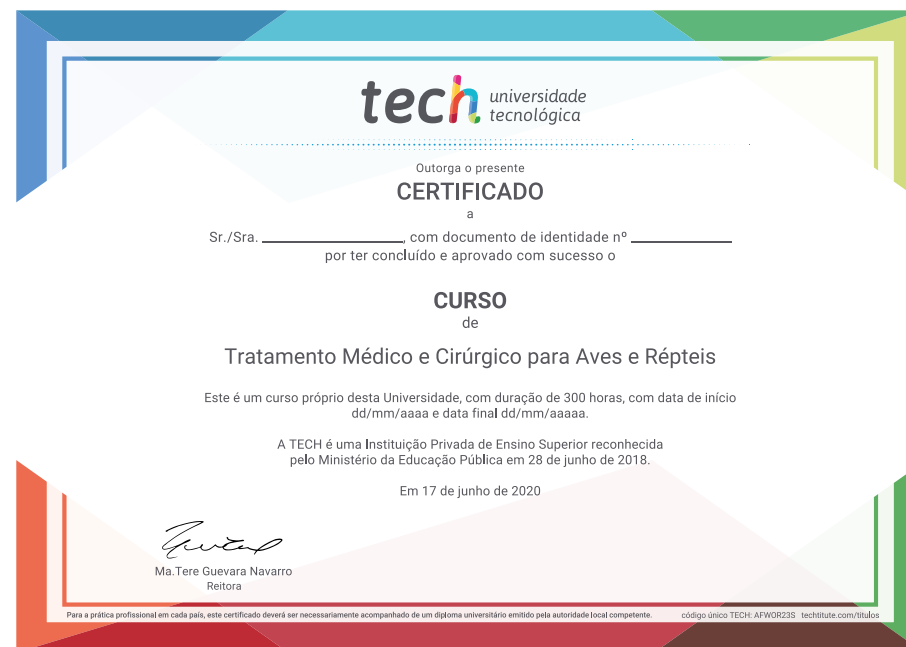 tech universidade
tecnológica
Outorga o presente
CERTIFICADO
a
Sr./Sra. ____________, com documento de identidade nº ____________
por ter concluído e aprovado com sucesso o
CURSO
de
Tratamento Médico e Cirúrgico para Aves e Répteis
Este é um curso próprio desta Universidade, com duração de 300 horas, com data de início
dd/mm/aaaa e data final dd/mm/aaaaa.
A TECH é uma Instituição Privada de Ensino Superior reconhecida
pelo Ministério da Educação Pública em 28 de junho de 2018.
Em 17 de junho de 2020
Ma.Tere Guevara Navarro
Reitora
Para a prática profissional em cada país, este certificado deverá ser necessariamente acompanhado de um diploma universitário emitido pela autoridade local competente. código único TECH: AFWOR23S techtitute.com/titulos